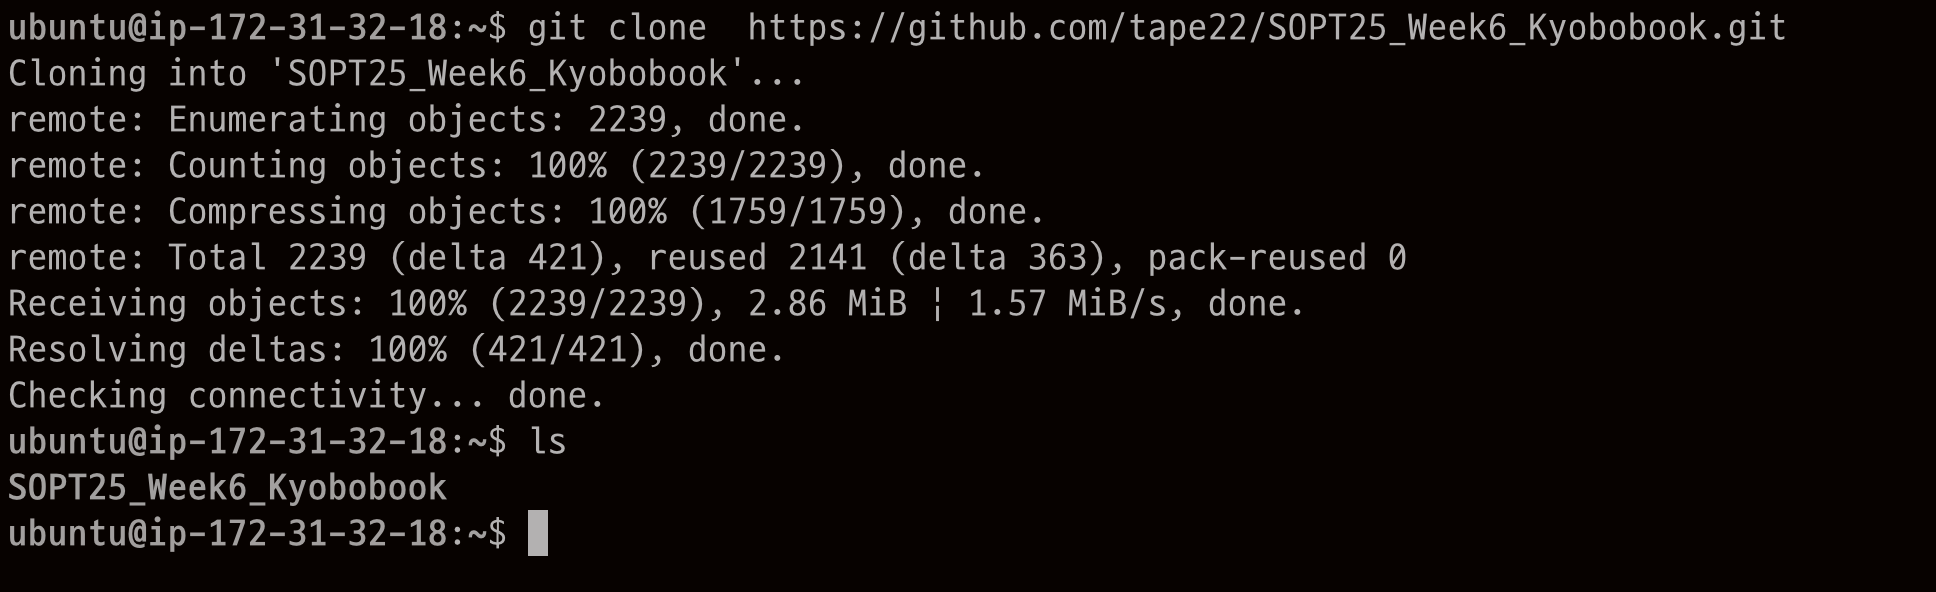 ubuntu@ip-172-31-32-18:~$ git clone  https://github.com/tape22/SOPT25_Week6_Kyobobook.git
Cloning into 'SOPT25_Week6_Kyobobook'...
remote: Enumerating objects: 2239, done.
remote: Counting objects: 100% (2239/2239), done.
remote: Compressing objects: 100% (1759/1759), done.
remote: Total 2239 (delta 421), reused 2141 (delta 363), pack-reused 0
Receiving objects: 100% (2239/2239), 2.86 MiB ¦ 1.57 MiB/s, done.
Resolving deltas: 100% (421/421), done.
Checking connectivity... done.
ubuntu@ip-172-31-32-18:~$ ls
SOPT25_Week6_Kyobobook
ubuntu@ip-172-31-32-18:~$